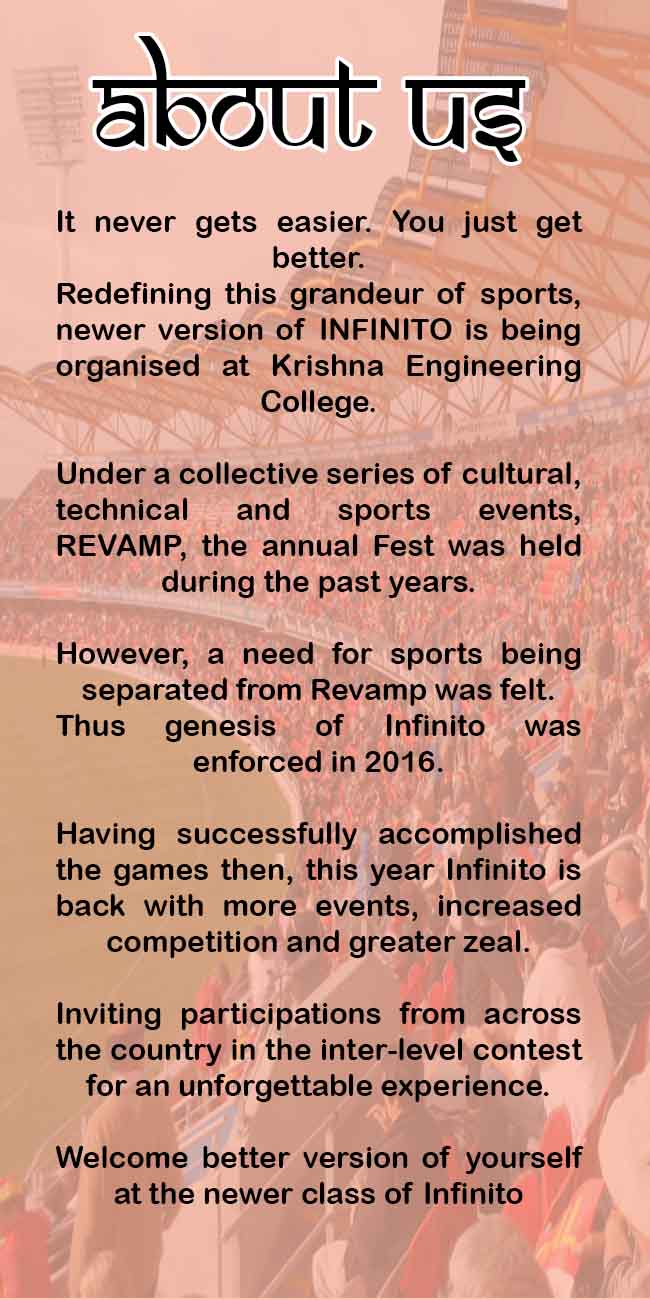 about us
It never gets easier. You just get
better.
Redefining this grandeur of sports,
newer version of INFINITO is being
organised at Krishna Engineering
College.
Under a collective series of cultural,
technical and sports events,
REVAMP, the annual Fest was held
during the past years.
However, a need for sports being
separated from Revamp was felt.
Thus genesis of Infinito was
enforced in 2016.
Having successfully accomplished
the games then, this year Infinito is
back with more events, increased
competition and greater zeal.
Inviting participations from across
the country in the inter-level contest
for an unforgettable experience.
Welcome better version of yourself
at the newer class of Infinito